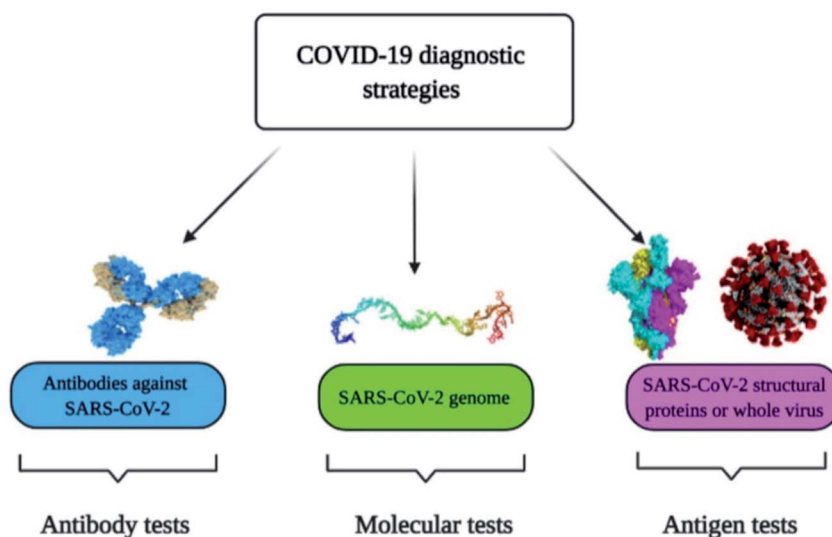 COVID-19 diagnostic
strategies
Antibodies against
SARS-CoV-2
SARS-CoV-2 genome
SARS-CoV-2 structural
proteins or whole virus
Antibody tests
Molecular tests
Antigen tests